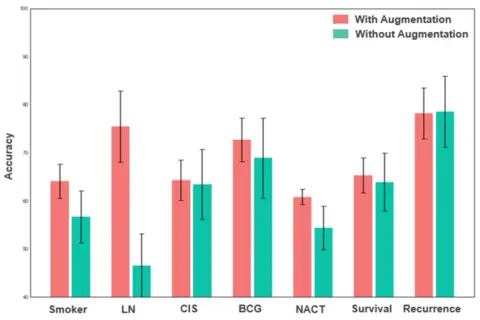 100
With Augmentation
Without Augmentation
90
80
70
60
50
40
Accuracy
Smoker LN CIS BCG NACT Survival Recurrence